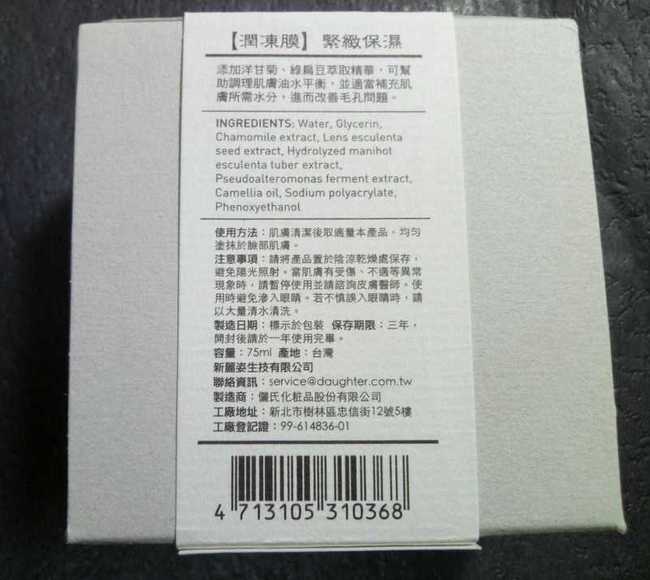 【潤凍膜】緊緻保濕
添加洋甘菊、綠扁豆萃取精華，可幫
助調理肌膚油水平衡，並適當補充肌
膚所需水分，進而改善毛孔問題。
INGREDIENTS: Water, Glycerin,
Chamomile extract, Lens esculenta
seed extract, Hydrolyzed manihot
esculenta tuber extract,
Pseudoalteromonas ferment extract,
Camellia oil, Sodium polyacrylate,
Phenoxyethanol
使用方法：肌膚清潔後取適量本產品，均勻
塗抹於臉部肌膚。
注意事項：請將產品置於陰涼乾燥處保存，
避免陽光照射。當肌膚有受傷、不適等異常
現象時，請暫停使用並請諮詢皮膚醫師。使
用時避免滲入眼睛。若不慎誤入眼睛時，請
以大量清水清洗。
製造日期：標示於包裝 保存期限：三年，
開封後請於一年使用完畢。
容量：75ml 產地：台灣
新麗姿生技有限公司
聯絡資訊：service@daughter.com.tw
製造商：儷氏化粧品股份有限公司
工廠地址：新北市樹林區忠信街12號5樓
工廠登記證：99-614836-01
4 713105 310368